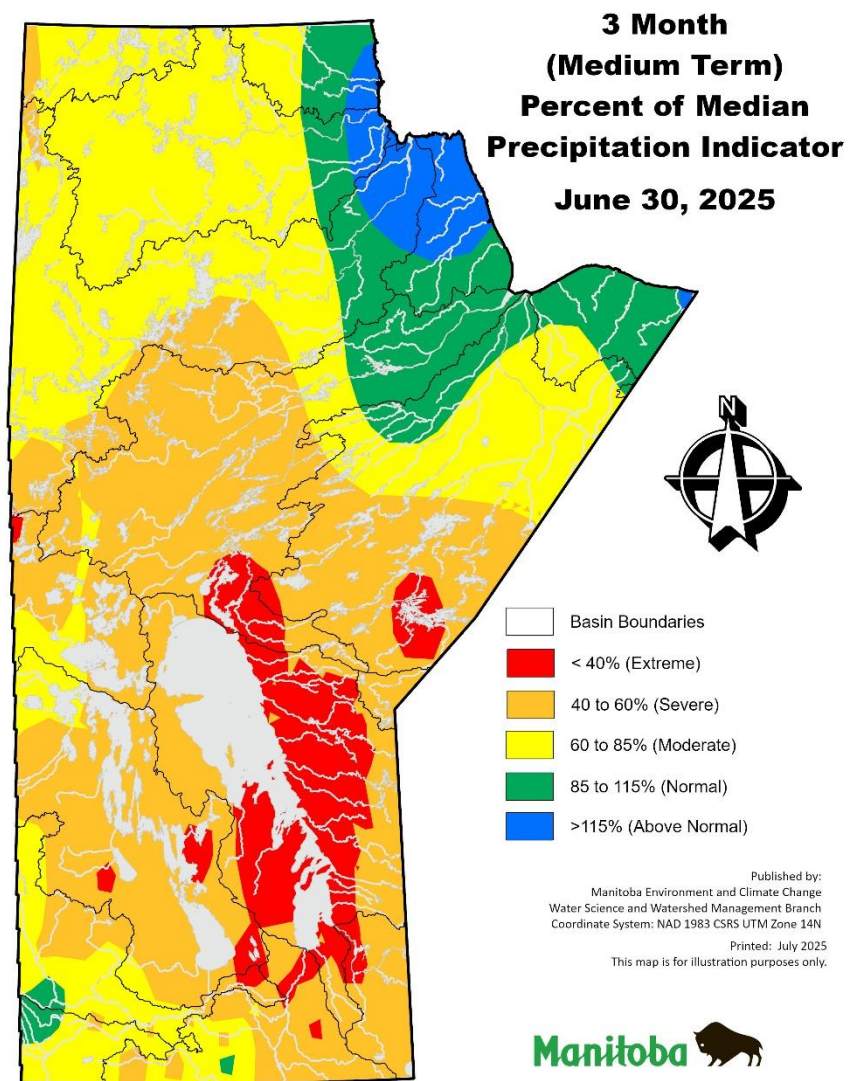 3 Month
(Medium Term)
Percent of Median
Precipitation Indicator
June 30, 2025
N
Basin Boundaries
< 40% (Extreme)
40 to 60% (Severe)
60 to 85% (Moderate)
85 to 115% (Normal)
>115% (Above Normal)
Published by:
Manitoba Environment and Climate Change
Water Science and Watershed Management Branch
Coordinate System: NAD 1983 CSRS UTM Zone 14N
Printed: July 2025
This map is for illustration purposes only.
Manitoba